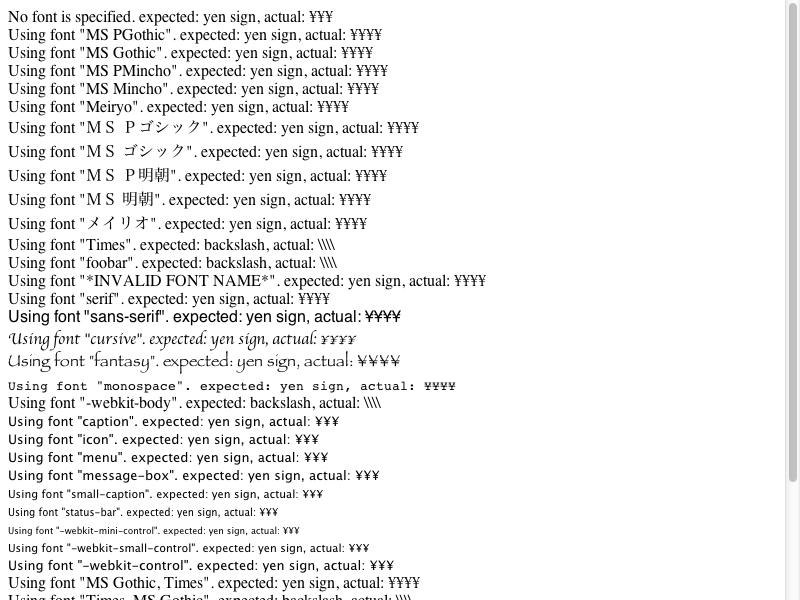 No font is specified. expected: yen sign, actual: ¥¥¥
Using font "MS PGothic". expected: yen sign, actual: ¥¥¥¥
Using font "MS Gothic". expected: yen sign, actual: ¥¥¥¥
Using font "MS PMincho". expected: yen sign, actual: ¥¥¥¥
Using font "MS Mincho". expected: yen sign, actual: ¥¥¥¥
Using font "Meiryo". expected: yen sign, actual: ¥¥¥¥
Using font "ＭＳ Ｐゴシック". expected: yen sign, actual: ¥¥¥¥
Using font "ＭＳ ゴシック". expected: yen sign, actual: ¥¥¥¥
Using font "ＭＳ Ｐ明朝". expected: yen sign, actual: ¥¥¥¥
Using font "ＭＳ 明朝". expected: yen sign, actual: ¥¥¥¥
Using font "メイリオ". expected: yen sign, actual: ¥¥¥¥
Using font "Times". expected: backslash, actual: \\\\
Using font "foobar". expected: backslash, actual: \\\\
Using font "*INVALID FONT NAME*". expected: yen sign, actual: ¥¥¥¥
Using font "serif". expected: yen sign, actual: ¥¥¥¥
Using font "sans-serif". expected: yen sign, actual: ¥¥¥¥
Using font "cursive". expected: yen sign, actual: ¥¥¥¥
Using font "fantasy". expected: yen sign, actual: ¥¥¥¥
Using font "monospace". expected: yen sign, actual: ¥¥¥¥
Using font "-webkit-body". expected: backslash, actual: \\\\
Using font "caption". expected: yen sign, actual: ¥¥¥
Using font "icon". expected: yen sign, actual: ¥¥¥
Using font "menu". expected: yen sign, actual: ¥¥¥
Using font "message-box". expected: yen sign, actual: ¥¥¥
Using font "small-caption". expected: yen sign, actual: ¥¥¥
Using font "status-bar". expected: yen sign, actual: ¥¥¥
Using font "-webkit-mini-control". expected: yen sign, actual: ¥¥¥
Using font "-webkit-small-control". expected: yen sign, actual: ¥¥¥
Using font "-webkit-control". expected: yen sign, actual: ¥¥¥
Using font "MS Gothic, Times". expected: yen sign, actual: ¥¥¥¥
Using font "Times, MS Gothic". expected: backslash, actual: \\\\